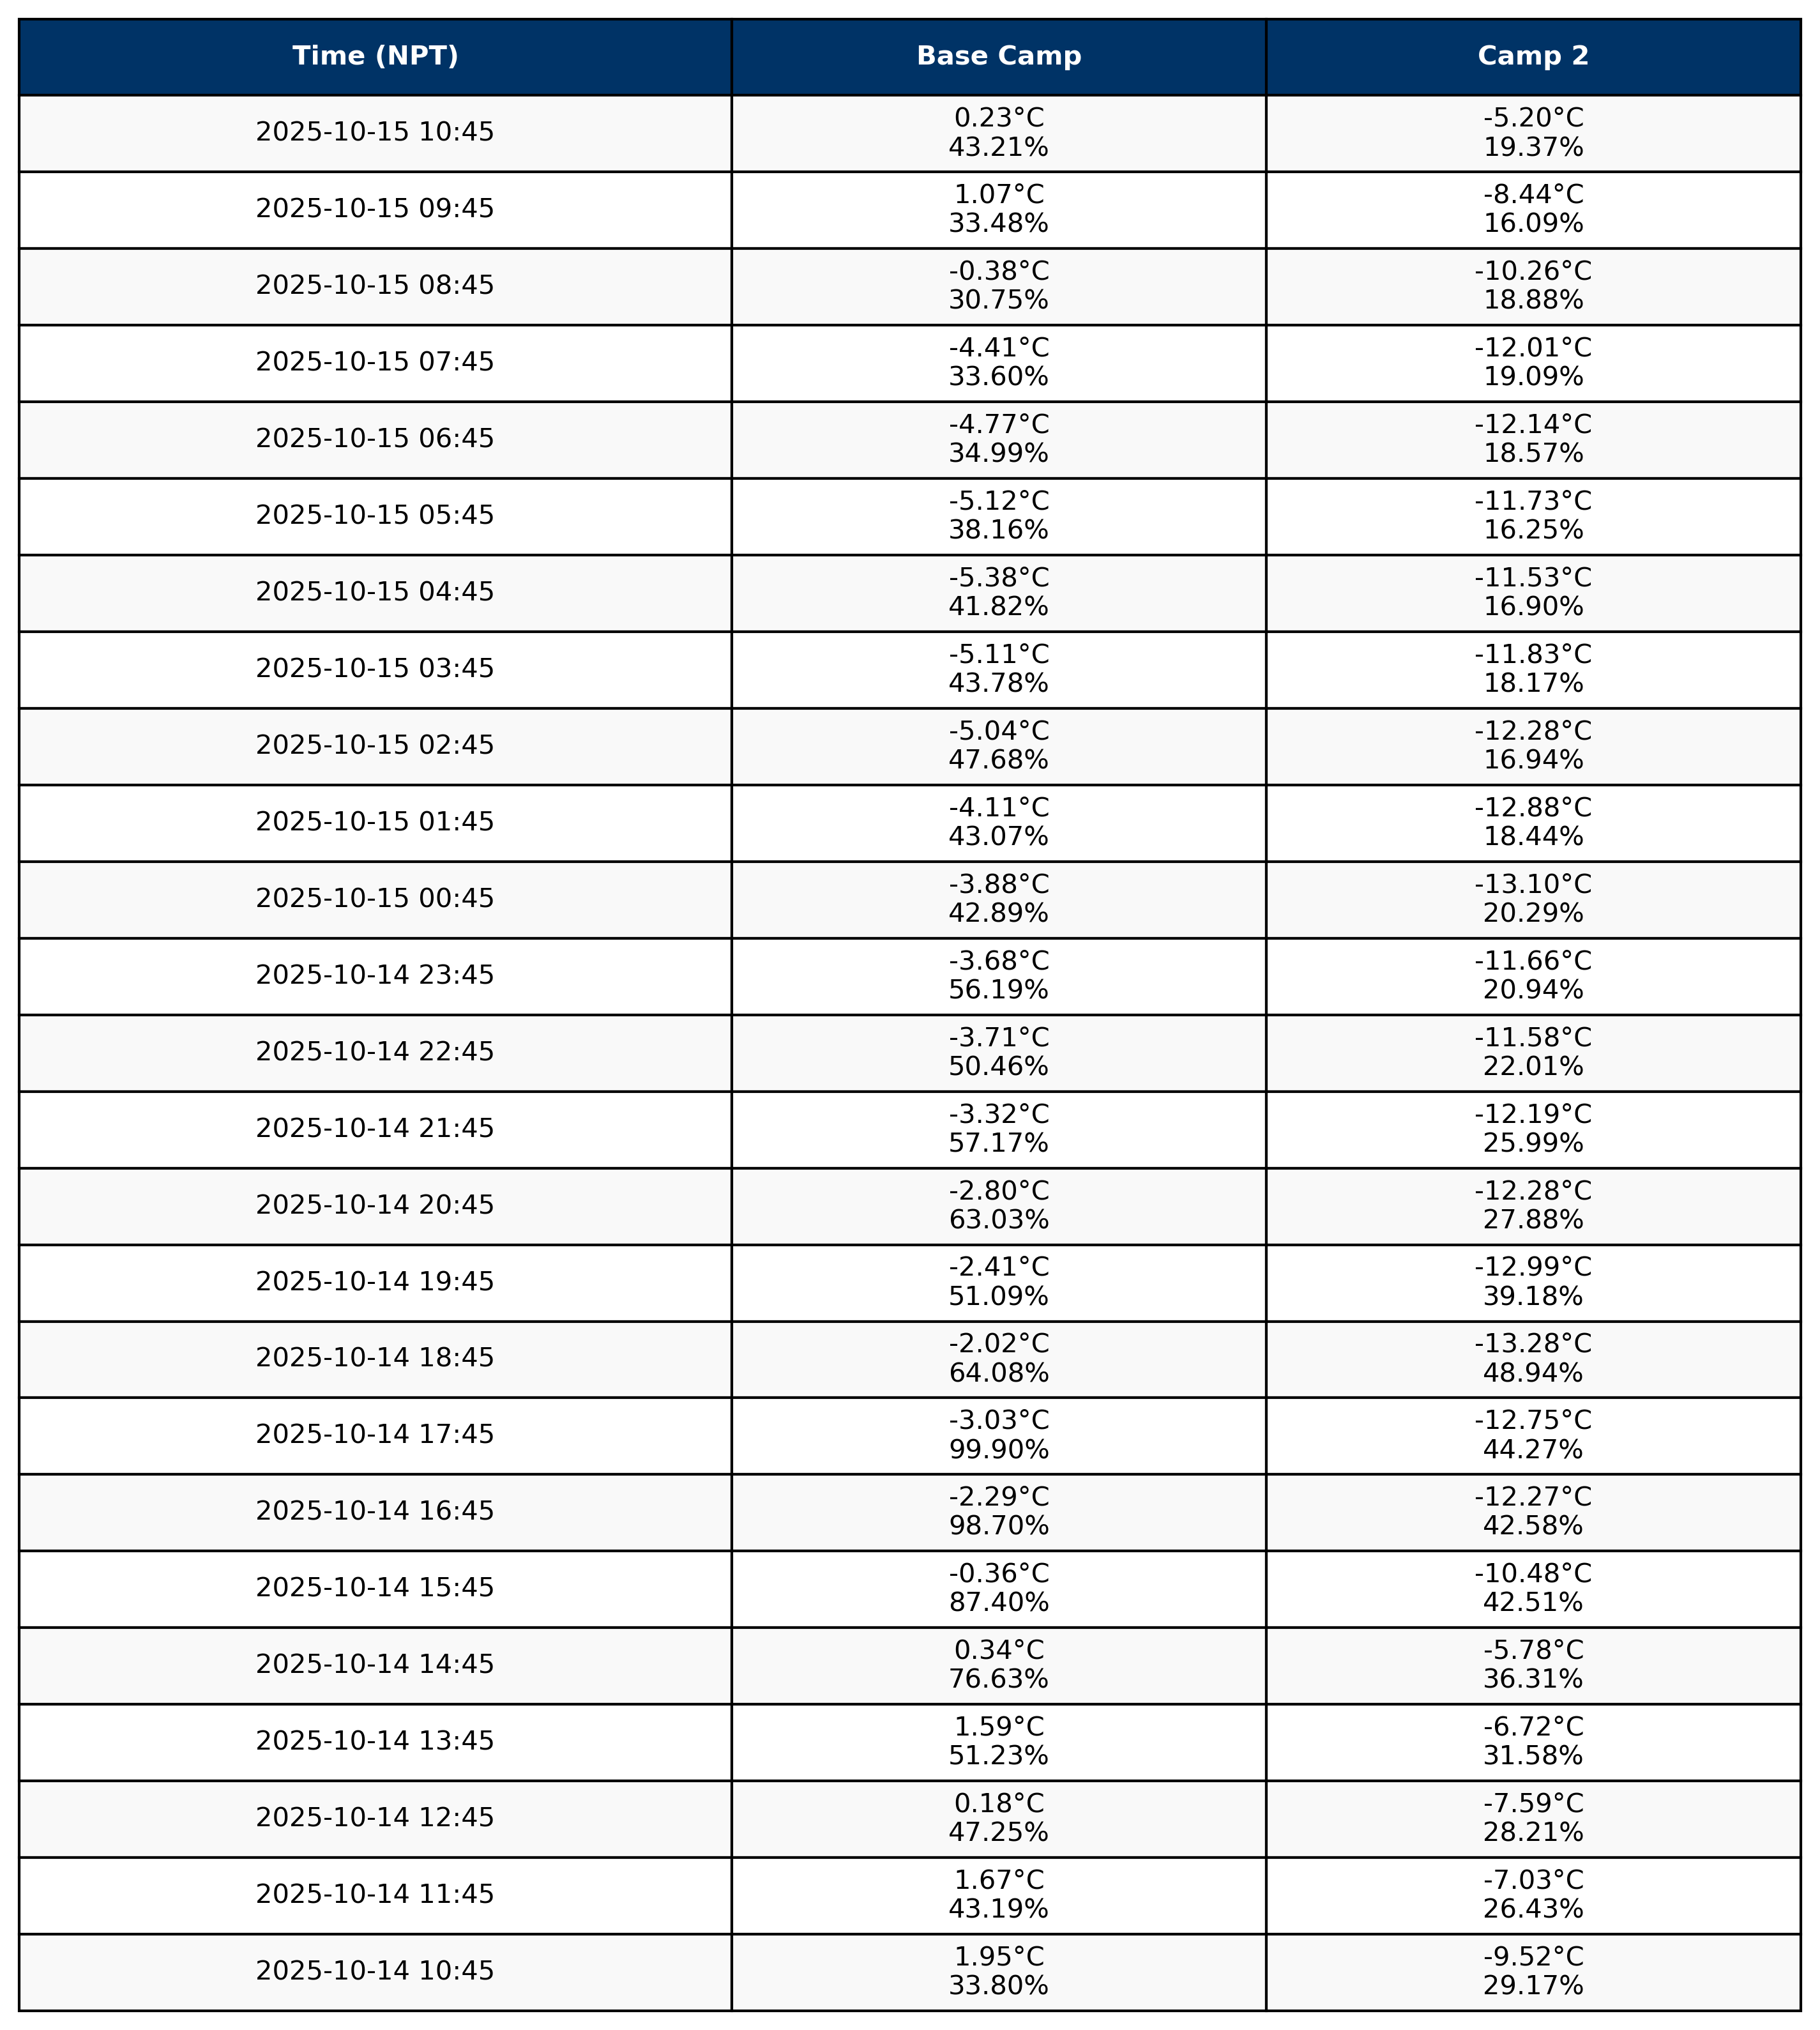 Time (NPT) Base Camp Camp 2
2025-10-15 10:45 0.23°C -5.20°C
43.21% 19.37%
2025-10-15 09:45 1.07°C -8.44°C
33.48% 16.09%
2025-10-15 08:45 -0.38°C -10.26°C
30.75% 18.88%
2025-10-15 07:45 -4.41°C -12.01°C
33.60% 19.09%
2025-10-15 06:45 -4.77°C -12.14°C
34.99% 18.57%
2025-10-15 05:45 -5.12°C -11.73°C
38.16% 16.25%
2025-10-15 04:45 -5.38°C -11.53°C
41.82% 16.90%
2025-10-15 03:45 -5.11°C -11.83°C
43.78% 18.17%
2025-10-15 02:45 -5.04°C -12.28°C
47.68% 16.94%
2025-10-15 01:45 -4.11°C -12.88°C
43.07% 18.44%
2025-10-15 00:45 -3.88°C -13.10°C
42.89% 20.29%
2025-10-14 23:45 -3.68°C -11.66°C
56.19% 20.94%
2025-10-14 22:45 -3.71°C -11.58°C
50.46% 22.01%
2025-10-14 21:45 -3.32°C -12.19°C
57.17% 25.99%
2025-10-14 20:45 -2.80°C -12.28°C
63.03% 27.88%
2025-10-14 19:45 -2.41°C -12.99°C
51.09% 39.18%
2025-10-14 18:45 -2.02°C -13.28°C
64.08% 48.94%
2025-10-14 17:45 -3.03°C -12.75°C
99.90% 44.27%
2025-10-14 16:45 -2.29°C -12.27°C
98.70% 42.58%
2025-10-14 15:45 -0.36°C -10.48°C
87.40% 42.51%
2025-10-14 14:45 0.34°C -5.78°C
76.63% 36.31%
2025-10-14 13:45 1.59°C -6.72°C
51.23% 31.58%
2025-10-14 12:45 0.18°C -7.59°C
47.25% 28.21%
2025-10-14 11:45 1.67°C -7.03°C
43.19% 26.43%
2025-10-14 10:45 1.95°C -9.52°C
33.80% 29.17%